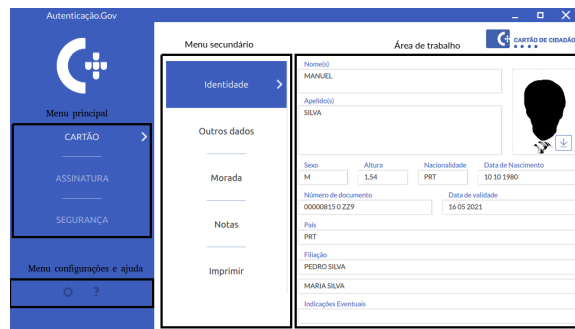 Autenticação.Gov
Menu secundário
Área de trabalho
CARTÃO DE CIDADÃO
Menu principal
CARTÃO
ASSINATURA
SEGURANÇA
Menu configurações e ajuda
?
Identidade
Outros dados
Morada
Notas
Imprimir
Nome(s)
MANUEL
Apelido(s)
SILVA
Sexo Altura Nacionalidade Data de Nascimento
M 1,54 PRT 10 10 1980
Número de documento Data de validade
00000815 0 ZZ9 16 05 2021
País
PRT
Filiação
PEDRO SILVA
MARIA SILVA
Indicações Eventuais